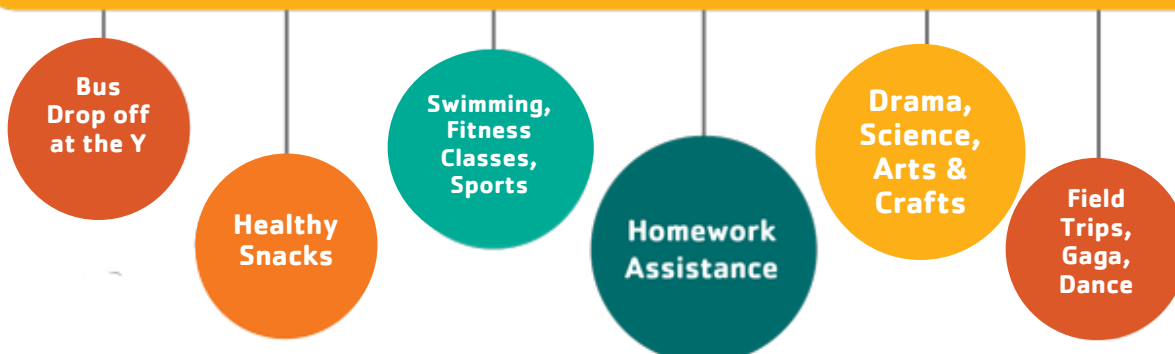 Bus
Drop off
at the Y
Healthy
Snacks
Swimming,
Fitness
Classes,
Sports
Homework
Assistance
Drama,
Science,
Arts &
Crafts
Field
Trips,
Gaga,
Dance